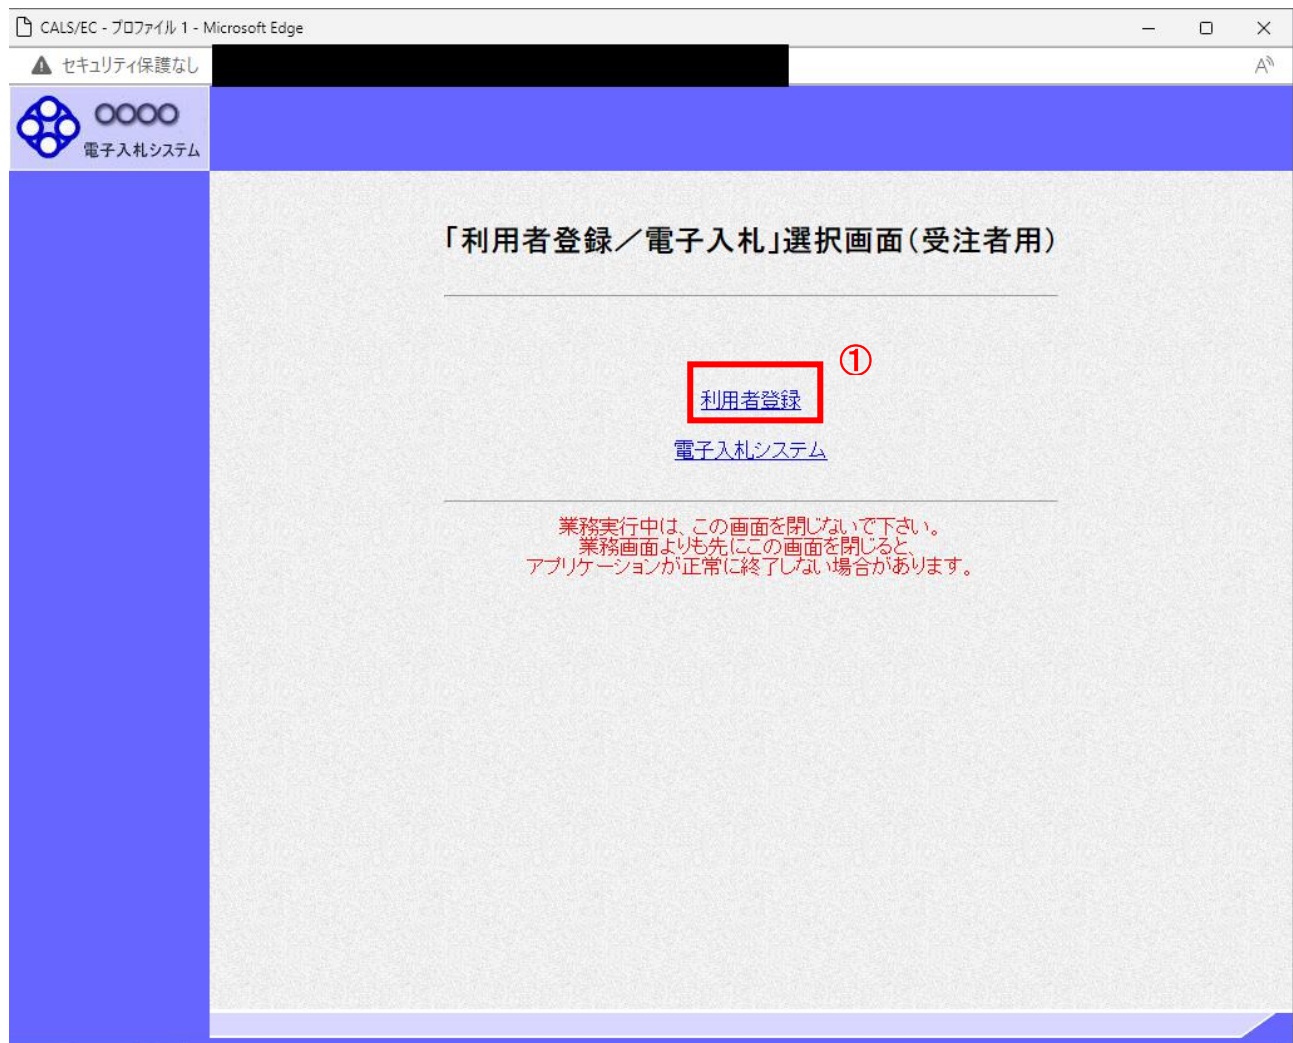 CALS/EC - プロファイル 1 - Microsoft Edge
セキュリティ保護なし
A
〇〇〇〇
電子入札システム
「利用者登録／電子入札」選択画面（受注者用）
①
利用者登録
電子入札システム
業務実行中は、この画面を閉じないで下さい。
業務画面よりも先にこの画面を閉じると、
アプリケーションが正常に終了しない場合があります。